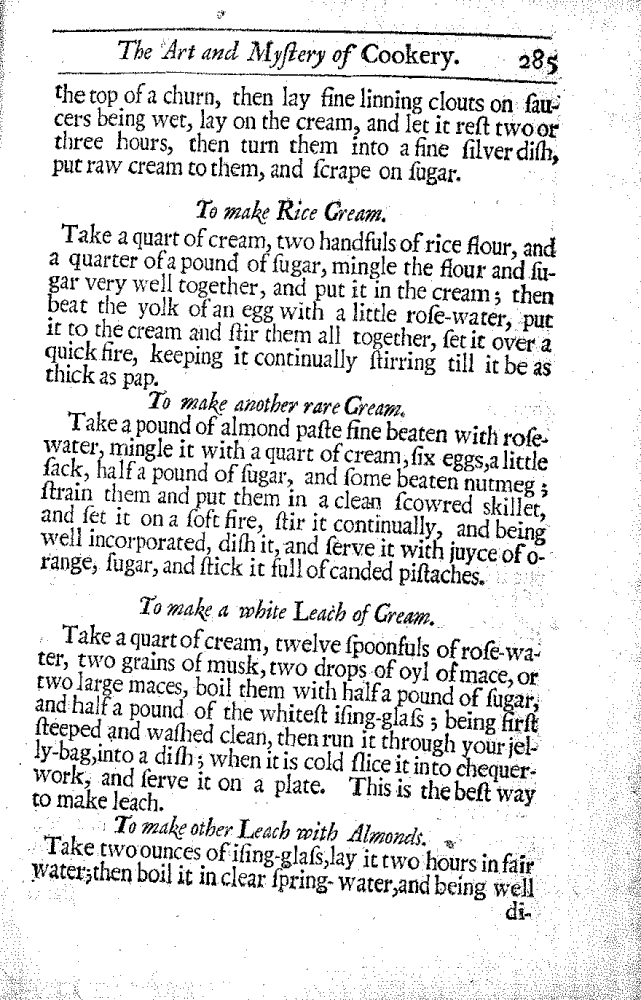 The Art and Myſtery of Cookery. 285
the top of a churn, then lay fine linning clouts on ſau-
cers being wet, lay on the cream, and let it reſt two or
three hours, then turn them into a fine ſilver diſh,
put raw cream to them, and ſcrape on ſugar.
To make Rice Cream.
Take a quart of cream, two handfuls of rice flour, and
a quarter of a pound of ſugar, mingle the flour and ſu-
gar very well together, and put it in the cream; then
beat the yolk of an egg with a little roſe-water, put
it to the cream and ſtir them all together, ſet it over a
quick fire, keeping it continually ſtirring till it be as
thick as pap.
To make another rare Cream.
Take a pound of almond paſte fine beaten with roſe-
water, mingle it with a quart of cream, ſix eggs, a little
ſack, half a pound of ſugar, and ſome beaten nutmeg;
ſtrain them and put them in a clean ſcowred skillet,
and ſet it on a ſoft fire, ſtir it continually, and being
well incorporated, diſh it, and ſerve it with juyce of o-
range, ſugar, and ſtick it full of canded piſtaches.
To make a white Leach of Cream.
Take a quart of cream, twelve ſpoonfuls of roſe-wa-
ter, two grains of musk, two drops of oyl of mace, or
two large maces, boil them with half a pound of ſugar,
and half a pound of the whiteſt iſing-glaſs; being firſt
ſteeped and waſhed clean, then run it through your jel-
ly-bag, into a diſh; when it is cold ſlice it into chequer-
work, and ſerve it on a plate. This is the beſt way
to make leach.
To make other Leach with Almonds.
Take two ounces of iſing-glaſs, lay it two hours in fair
water; then boil it in clear ſpring-water, and being well
di-